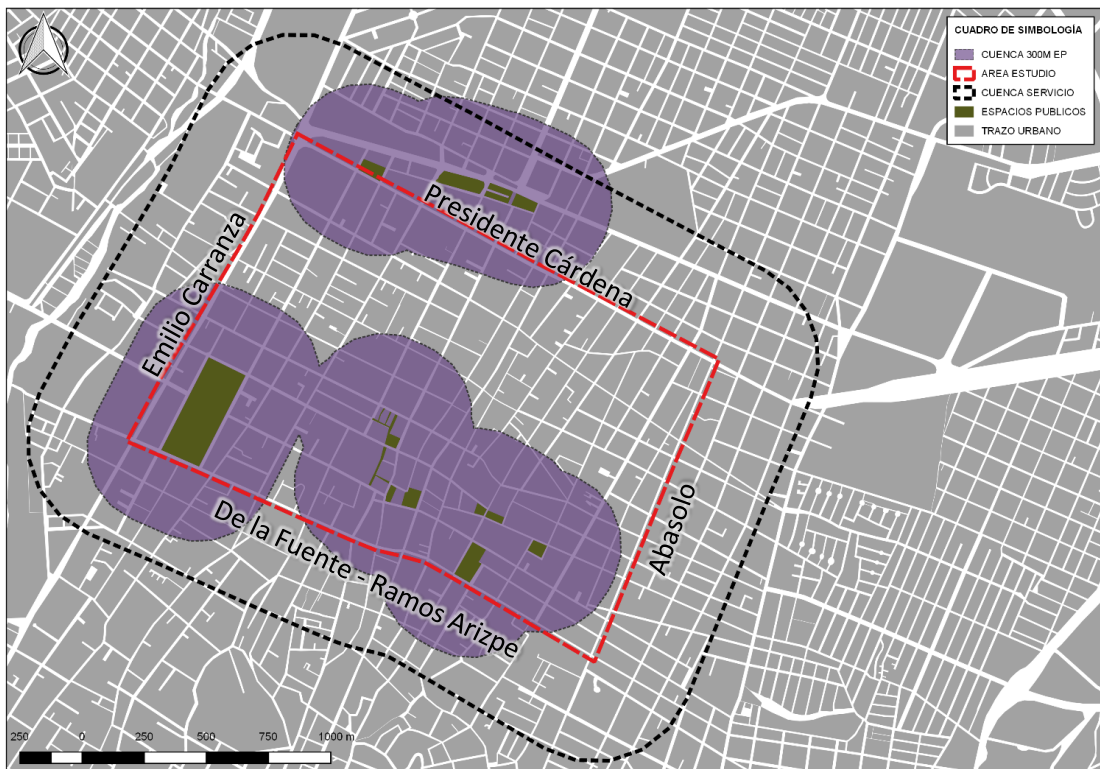 CUADRO DE SIMBOLOGÍA
CUENCA 300M EP
AREA ESTUDIO
CUENCA SERVICIO
ESPACIOS PUBLICOS
TRAZO URBANO
Presidente Cárdena
Emilio Carranza
Abasolo
De la Fuente - Ramos Arizpe
250 0 250 500 750 1000 m